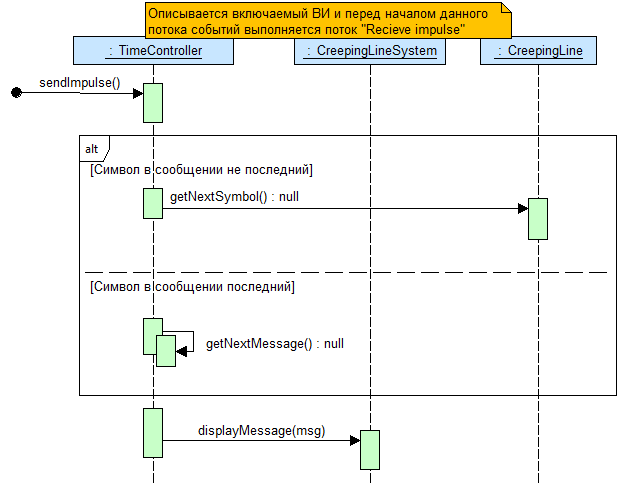 Описывается включаемый ВИ и перед началом данного
потока событий выполняется поток "Recieve impulse"
: TimeController
: CreepingLineSystem
: CreepingLine
sendImpulse()
alt
[Символ в сообщении не последний]
getNextSymbol() : null
[Символ в сообщении последний]
getNextMessage() : null
displayMessage(msg)